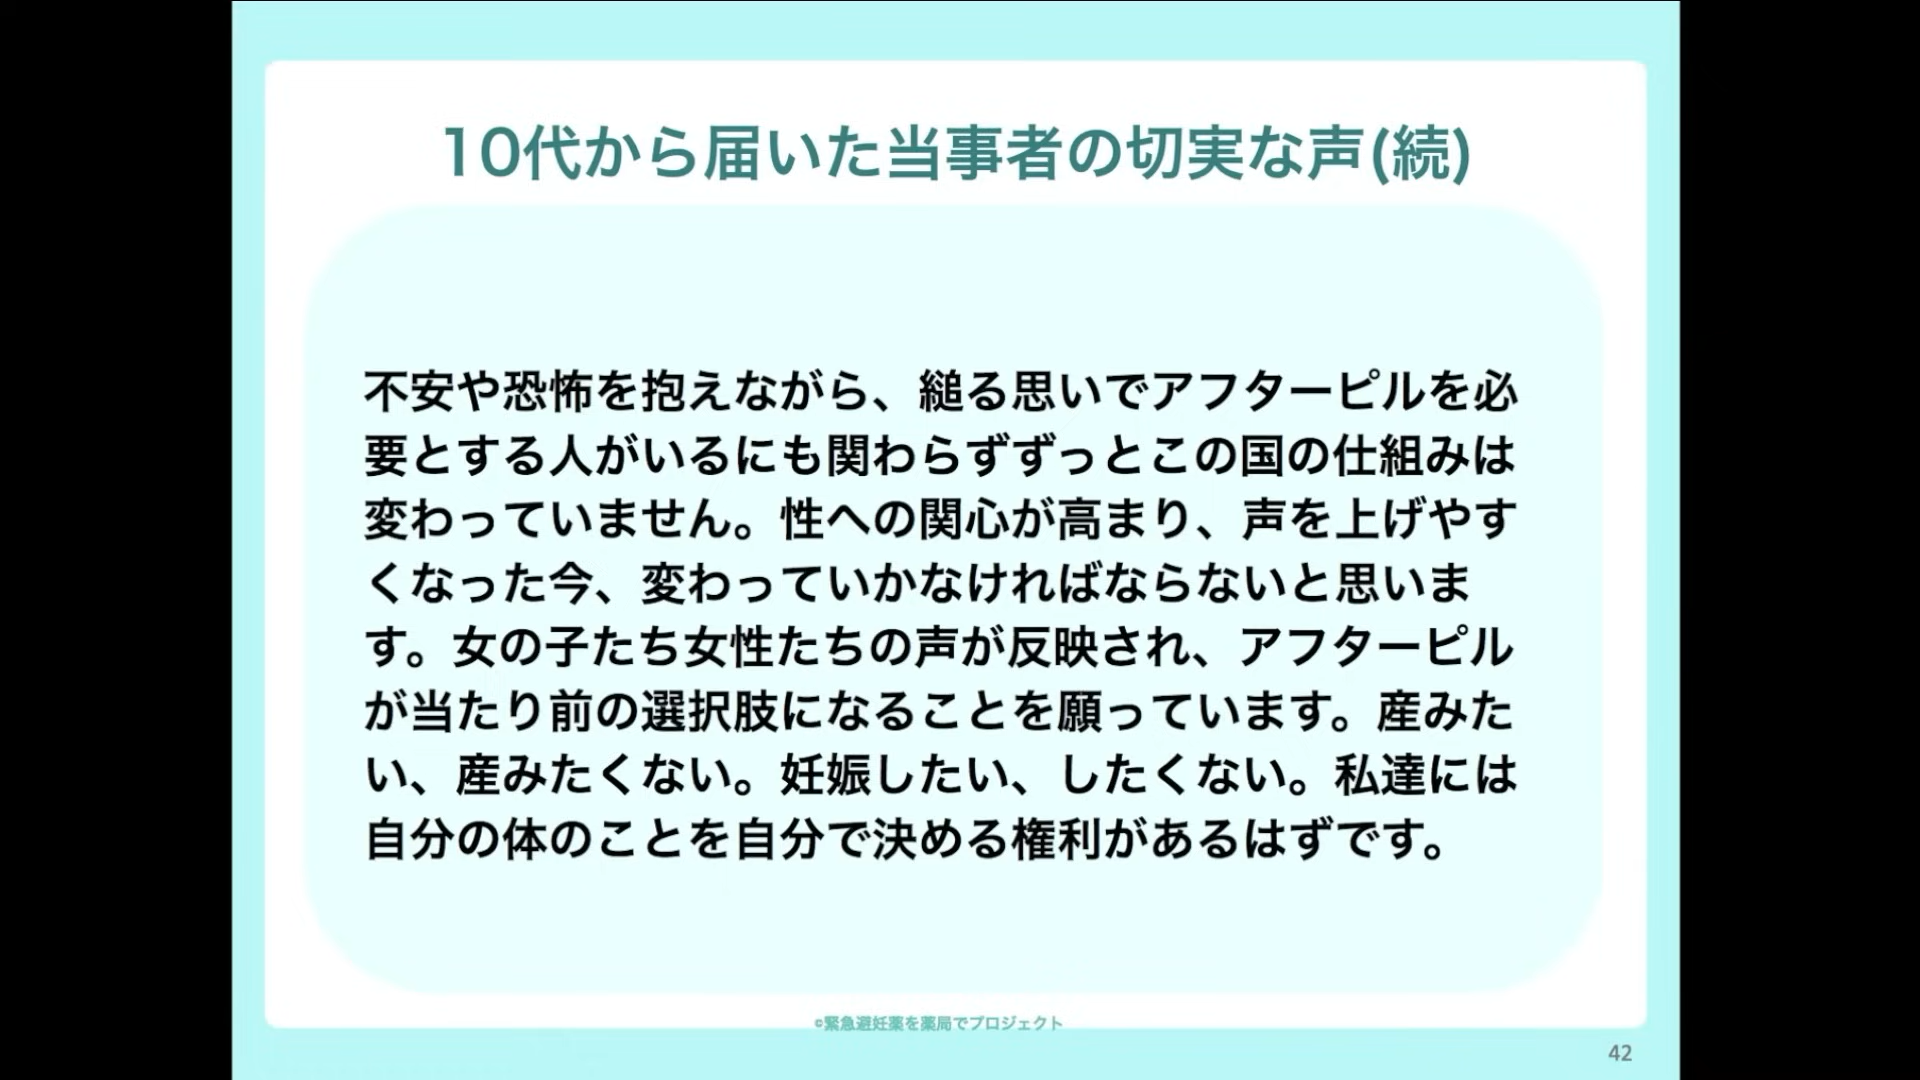 10代から届いた当事者の切実な声(続)
不安や恐怖を抱えながら、縋る思いでアフターピルを必
要とする人がいるにも関わらずずっとこの国の仕組みは
変わっていません。性への関心が高まり、声を上げやす
くなった今、変わっていかなければならないと思いま
す。女の子たち女性たちの声が反映され、アフターピル
が当たり前の選択肢になることを願っています。産みた
い、産みたくない。妊娠したい、したくない。私達には
自分の体のことを自分で決める権利があるはずです。
©緊急避妊薬を薬局でプロジェクト
42